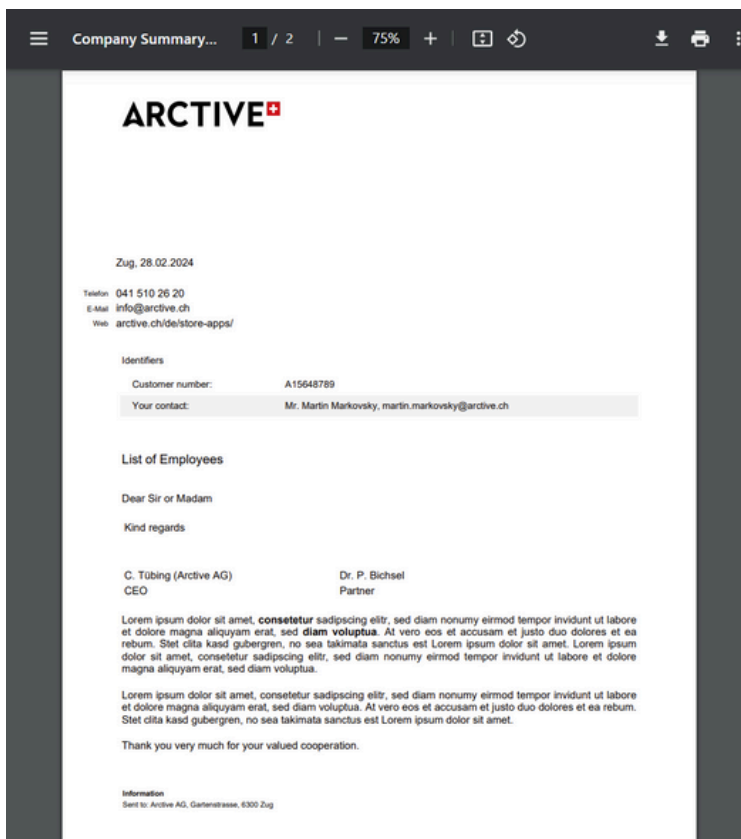 Company Summary... 1 / 2 75%
ARCTIVE
Zug, 28.02.2024
Telefon 041 510 26 20
E-Mail info@arctive.ch
Web arctive.ch/de/store-apps/
Identifiers
Customer number: A15648789
Your contact: Mr. Martin Markovsky, martin.markovsky@arctive.ch
List of Employees
Dear Sir or Madam
Kind regards
C. Tübing (Arctive AG) Dr. P. Bichsel
CEO Partner
Lorem ipsum dolor sit amet, consetetur sadipscing elitr, sed diam nonumy eirmod tempor invidunt ut labore
et dolore magna aliquyam erat, sed diam voluptua. At vero eos et accusam et justo duo dolores et ea
rebum. Stet clita kasd gubergren, no sea takimata sanctus est Lorem ipsum dolor sit amet. Lorem ipsum
dolor sit amet, consetetur sadipscing elitr, sed diam nonumy eirmod tempor invidunt ut labore et dolore
magna aliquyam erat, sed diam voluptua.
Lorem ipsum dolor sit amet, consetetur sadipscing elitr, sed diam nonumy eirmod tempor invidunt ut labore
et dolore magna aliquyam erat, sed diam voluptua. At vero eos et accusam et justo duo dolores et ea rebum.
Stet clita kasd gubergren, no sea takimata sanctus est Lorem ipsum dolor sit amet.
Thank you very much for your valued cooperation.
Information
Sent to: Arctive AG, Gartenstrasse, 6300 Zug